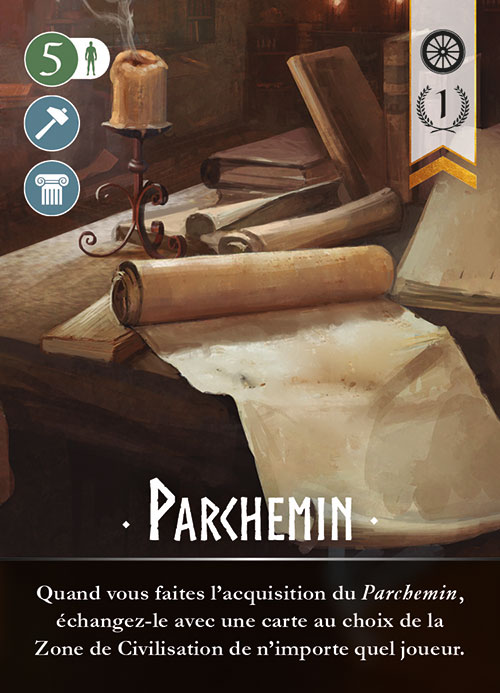 5
1
· PARCHEMIN ·
Quand vous faites l’acquisition du Parchemin,
échangez-le avec une carte au choix de la
Zone de Civilisation de n’importe quel joueur.